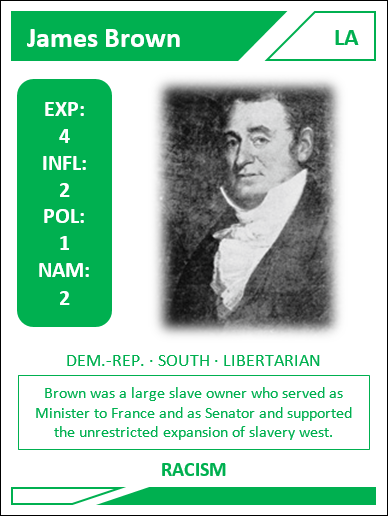 James Brown
LA
EXP:
4
INFL:
2
POL:
1
NAM:
2
DEM.-REP. · SOUTH · LIBERTARIAN
Brown was a large slave owner who served as
Minister to France and as Senator and supported
the unrestricted expansion of slavery west.
RACISM